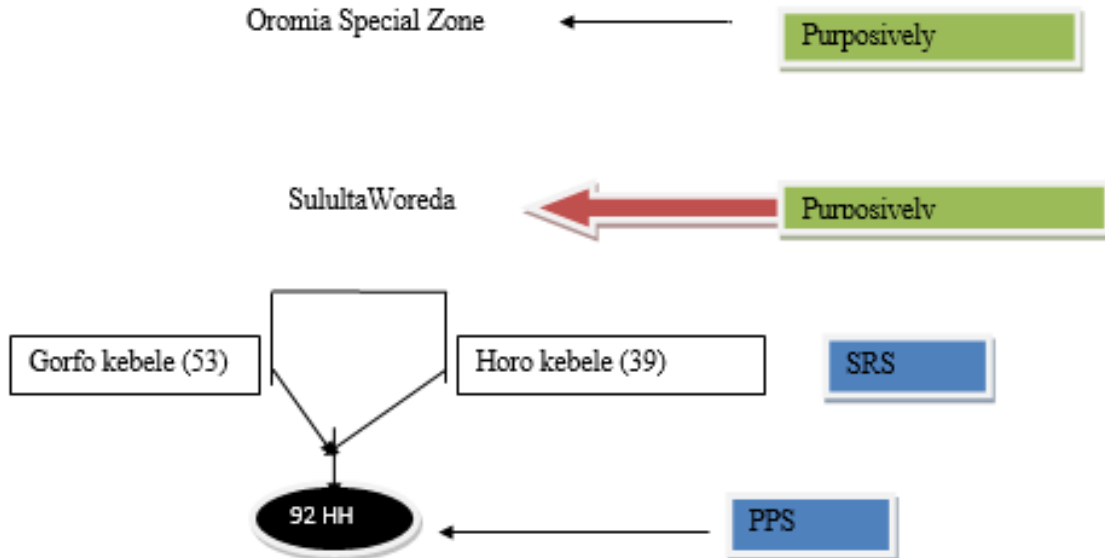 Oromia Special Zone
Purposively
SulultaWoreda
Purposively
Gorfo kebele (53)
Horo kebele (39)
SRS
92 HH
PPS